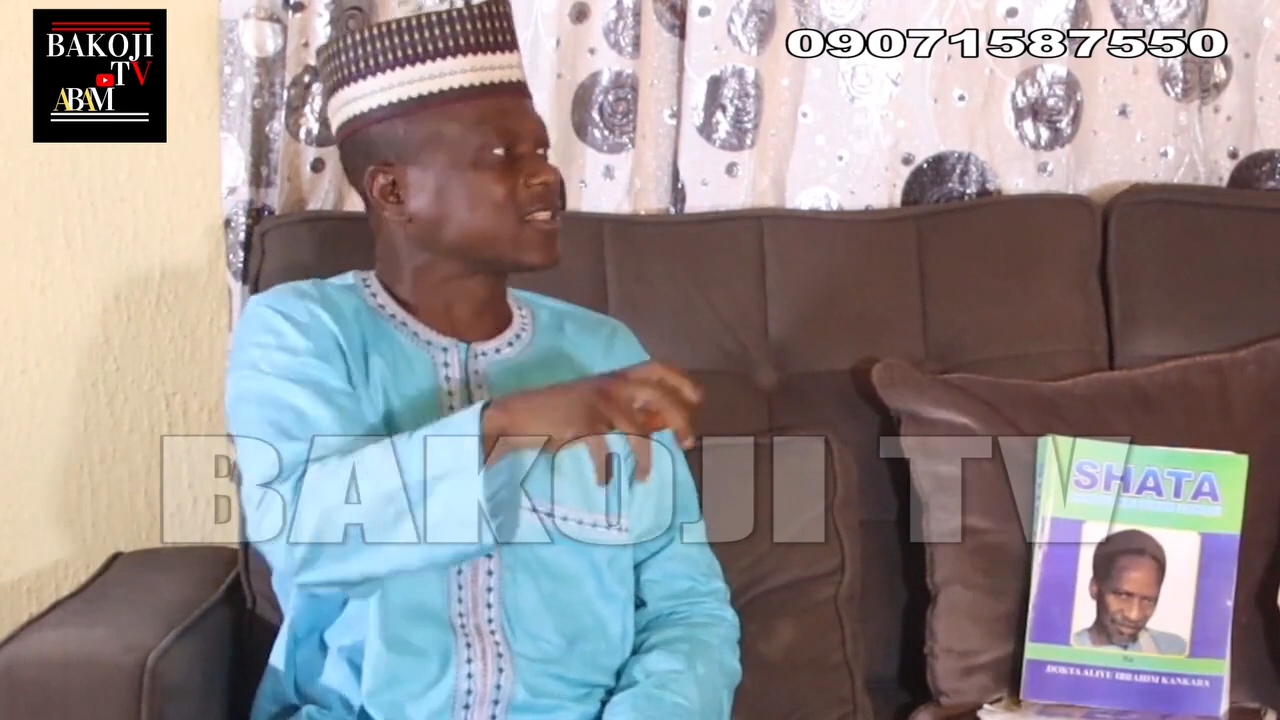 BAKOJI
TV
ABAM
09071587550
BAKOJI TV
SHATA
DOKTA ALIYU IBRAHIM KANKARA